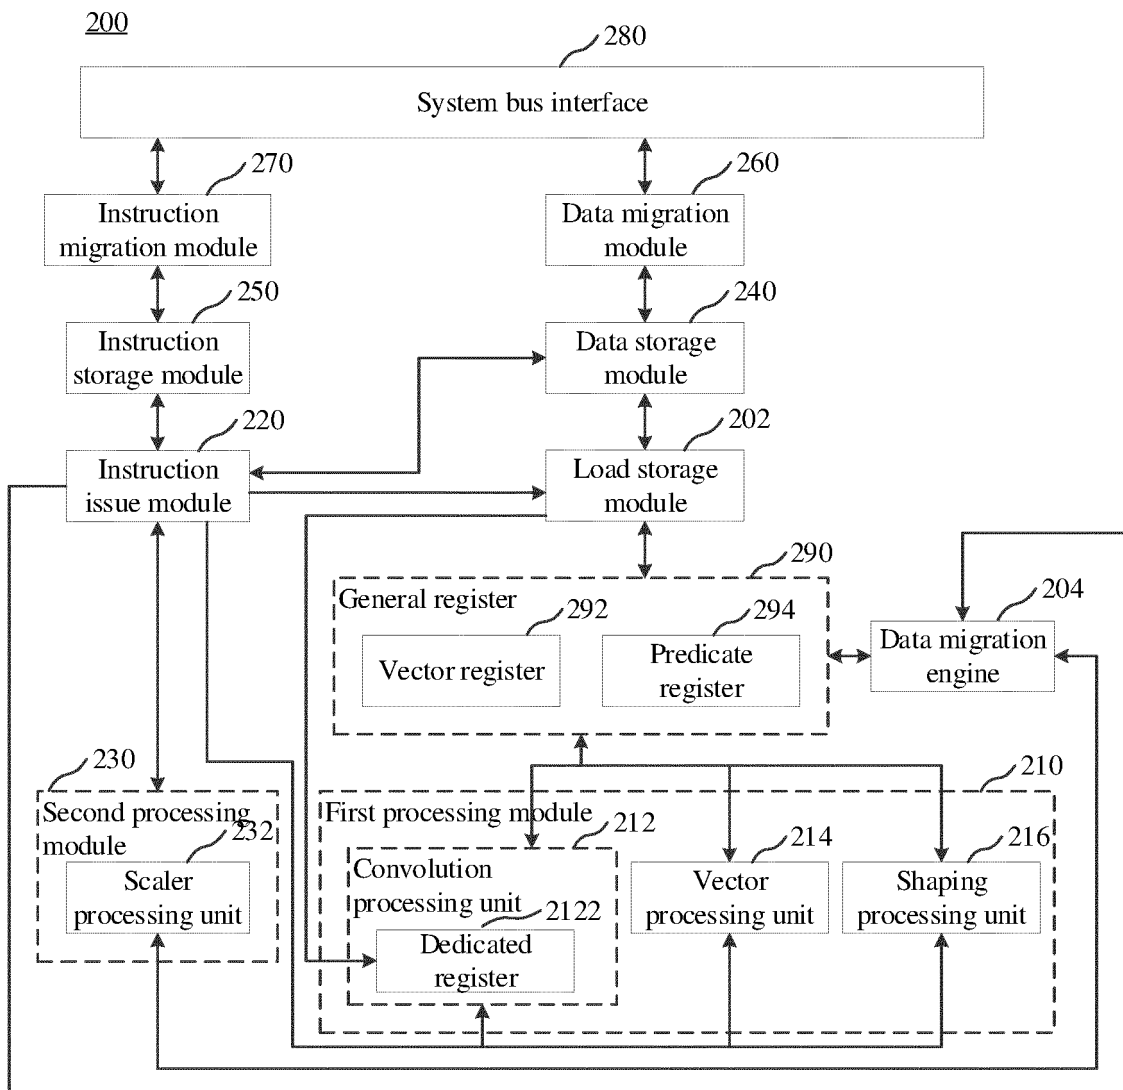 200
280
System bus interface
270
260
Instruction
migration module
Data migration
module
250
240
Instruction
storage module
Data storage
module
220
202
Instruction
issue module
Load storage
module
290
General register
204
292
294
Vector register
Predicate
register
Data migration
engine
230
210
Second processing
module
232
Scaler
processing unit
First processing module
212
214
216
Convolution
processing unit
Vector
processing unit
Shaping
processing unit
2122
Dedicated
register